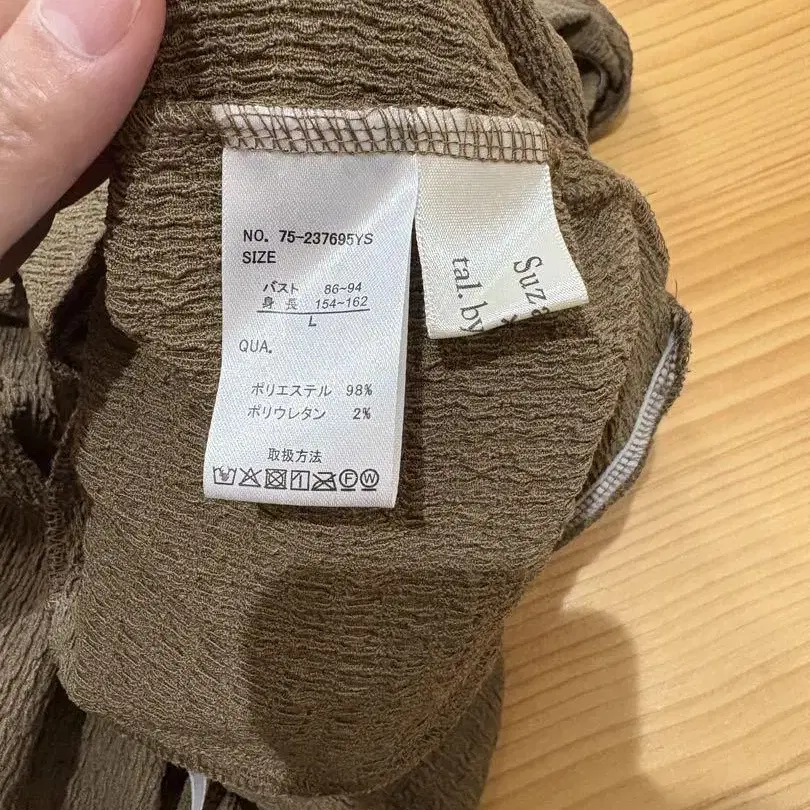 NO. 75-237695YS
SIZE
バスト 86~94
身長 154~162
L
QUA.
ポリエステル 98%
ポリウレタン 2%
取扱方法
F W
Suza
tal. by